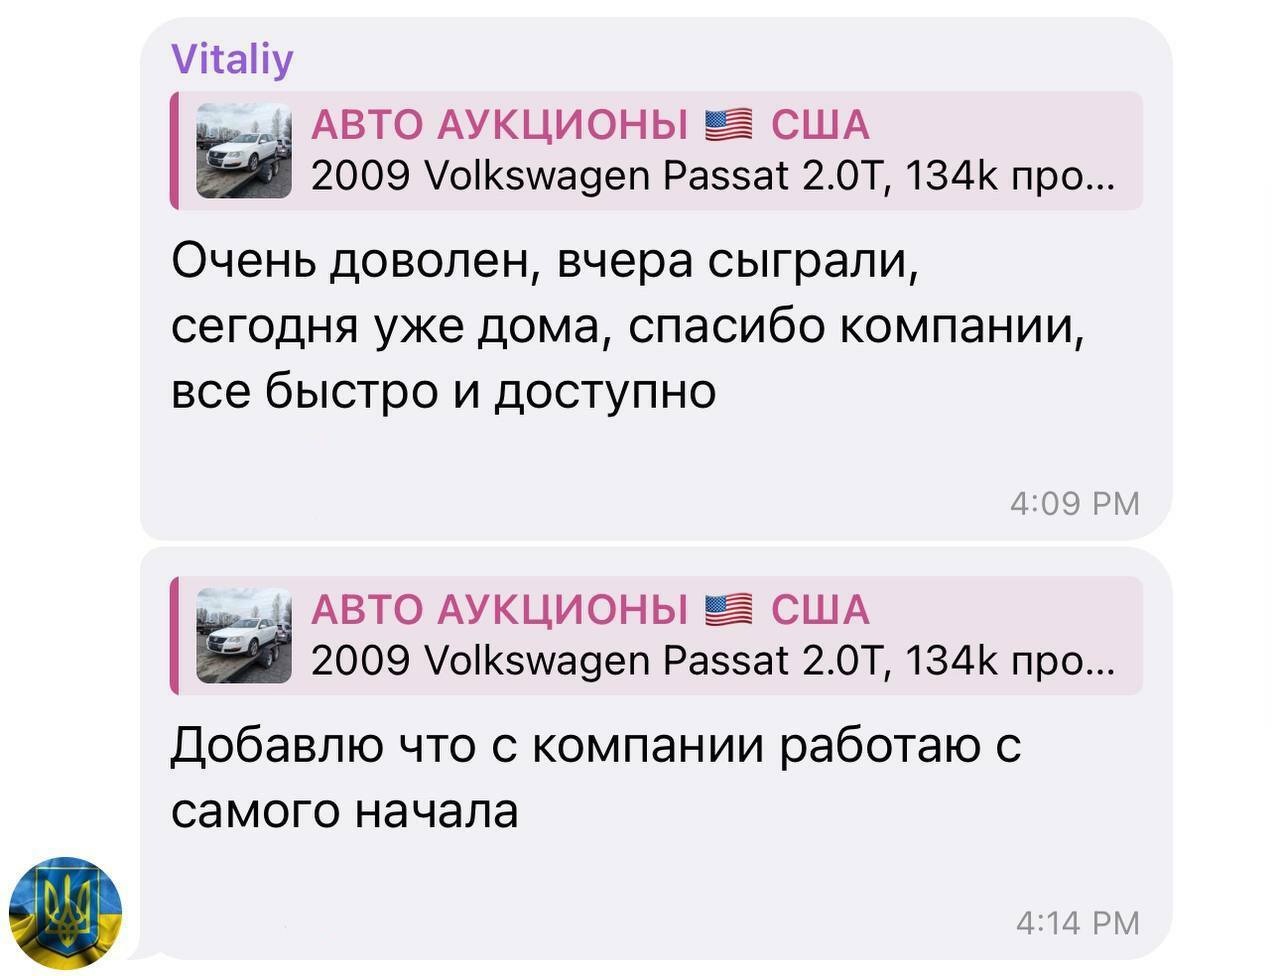 Vitaliy
АВТО АУКЦИОНЫ 🇺🇸 США
2009 Volkswagen Passat 2.0T, 134k про...
Очень доволен, вчера сыграли,
сегодня уже дома, спасибо компании,
все быстро и доступно
4:09 PM
АВТО АУКЦИОНЫ 🇺🇸 США
2009 Volkswagen Passat 2.0T, 134k про...
Добавлю что с компании работаю с
самого начала
4:14 PM